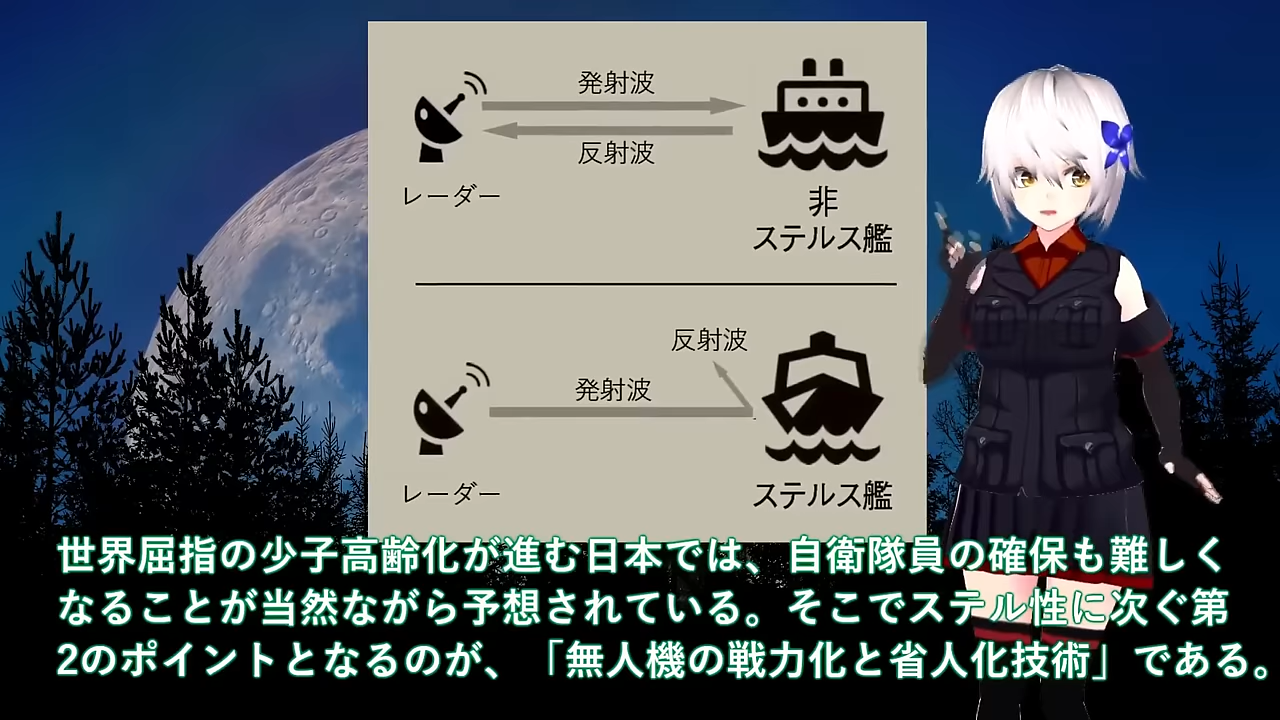 発射波
反射波
レーダー
非
ステルス艦
反射波
発射波
レーダー
ステルス艦
世界屈指の少子高齢化が進む日本では、自衛隊員の確保も難しく
なることが当然ながら予想されている。そこでステル性に次ぐ第
2のポイントとなるのが、「無人機の戦力化と省人化技術」である。